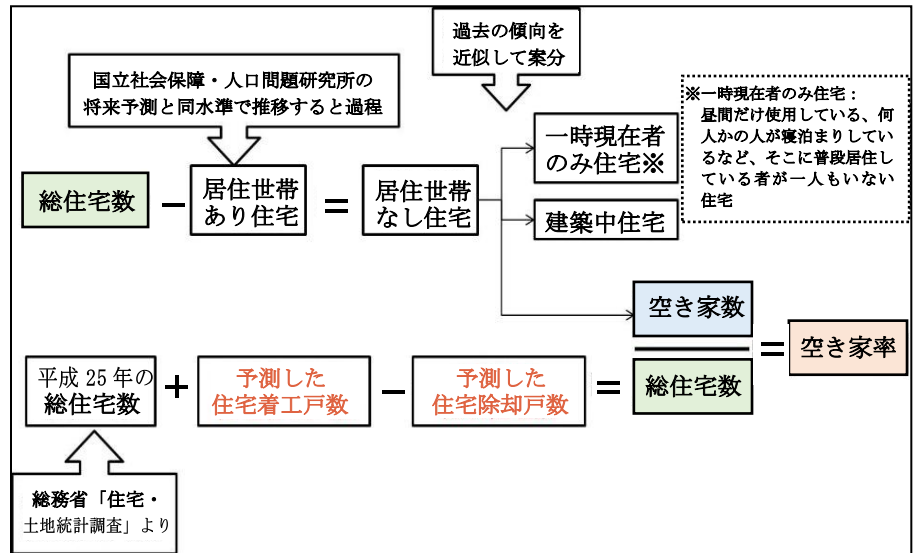 過去の傾向を
近似して案分
国立社会保障・人口問題研究所の
将来予測と同水準で推移すると過程
※一時現在者のみ住宅：
昼間だけ使用している、何
人かの人が寝泊まりしてい
るなど、そこに普段居住し
ている者が一人もいない
住宅
総住宅数
−
居住世帯
あり住宅
=
居住世帯
なし住宅
一時現在者
のみ住宅※
建築中住宅
空き家数
総住宅数
=
空き家率
平成 25 年の
総住宅数
+
予測した
住宅着工戸数
−
予測した
住宅除却戸数
=
総務省「住宅・
土地統計調査」より